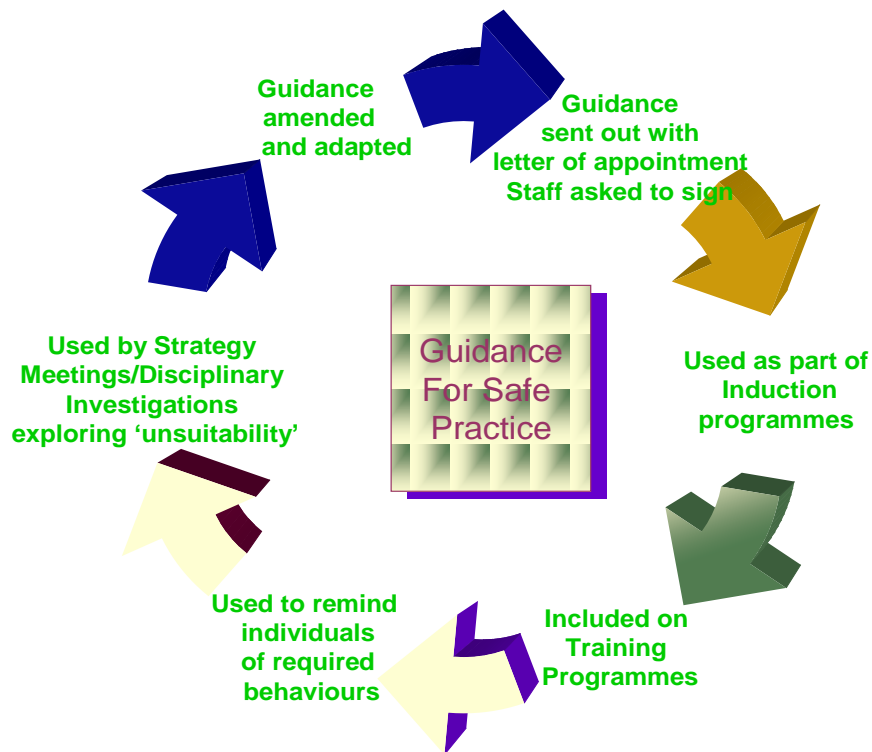 Guidance
amended
and adapted
Guidance
sent out with
letter of appointment
Staff asked to sign
Used as part of
Induction
programmes
Included on
Training
Programmes
Used to remind
individuals
of required
behaviours
Used by Strategy
Meetings/Disciplinary
Investigations
exploring ‘unsuitability’
Guidance
For Safe
Practice